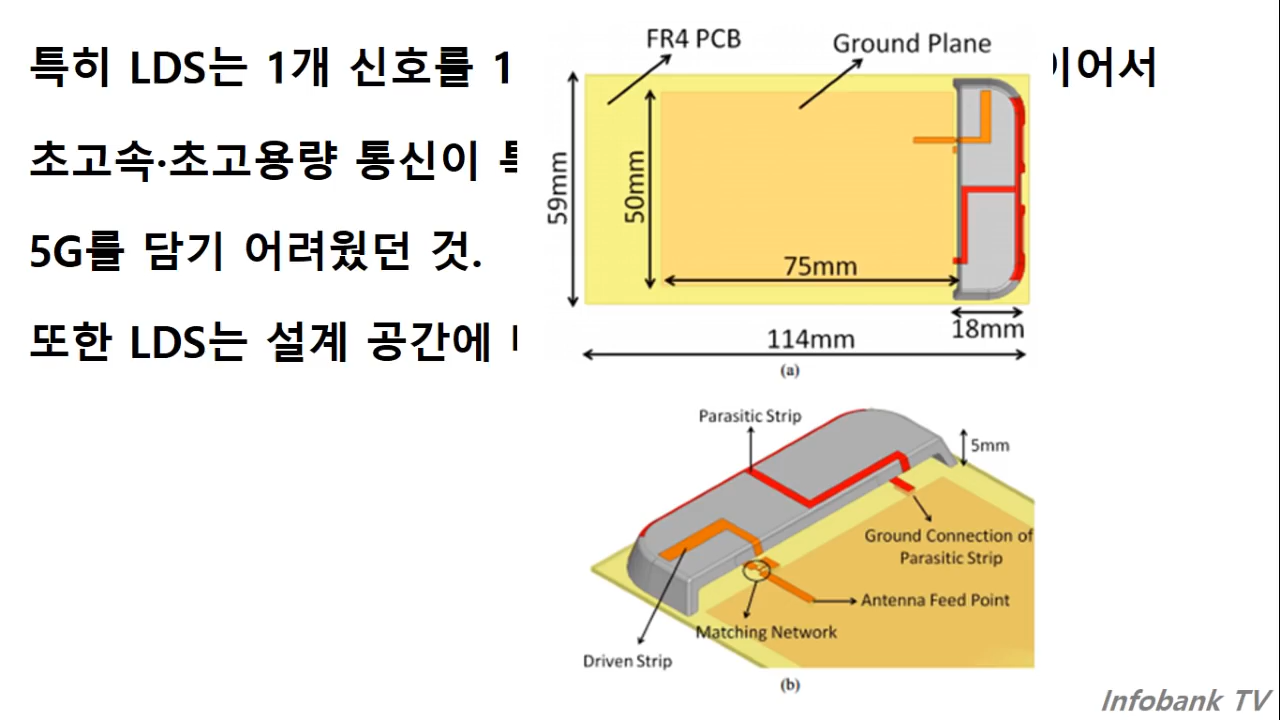 특히 LDS는 1개 신호를 1
이어서
초고속·초고용량 통신이
5G를 담기 어려웠던 것.
또한 LDS는 설계 공간에
FR4 PCB
Ground Plane
59mm
50mm
75mm
18mm
114mm
(a)
Parasitic Strip
5mm
Ground Connection of
Parasitic Strip
Antenna Feed Point
Matching Network
Driven Strip
(b)
Infobank TV